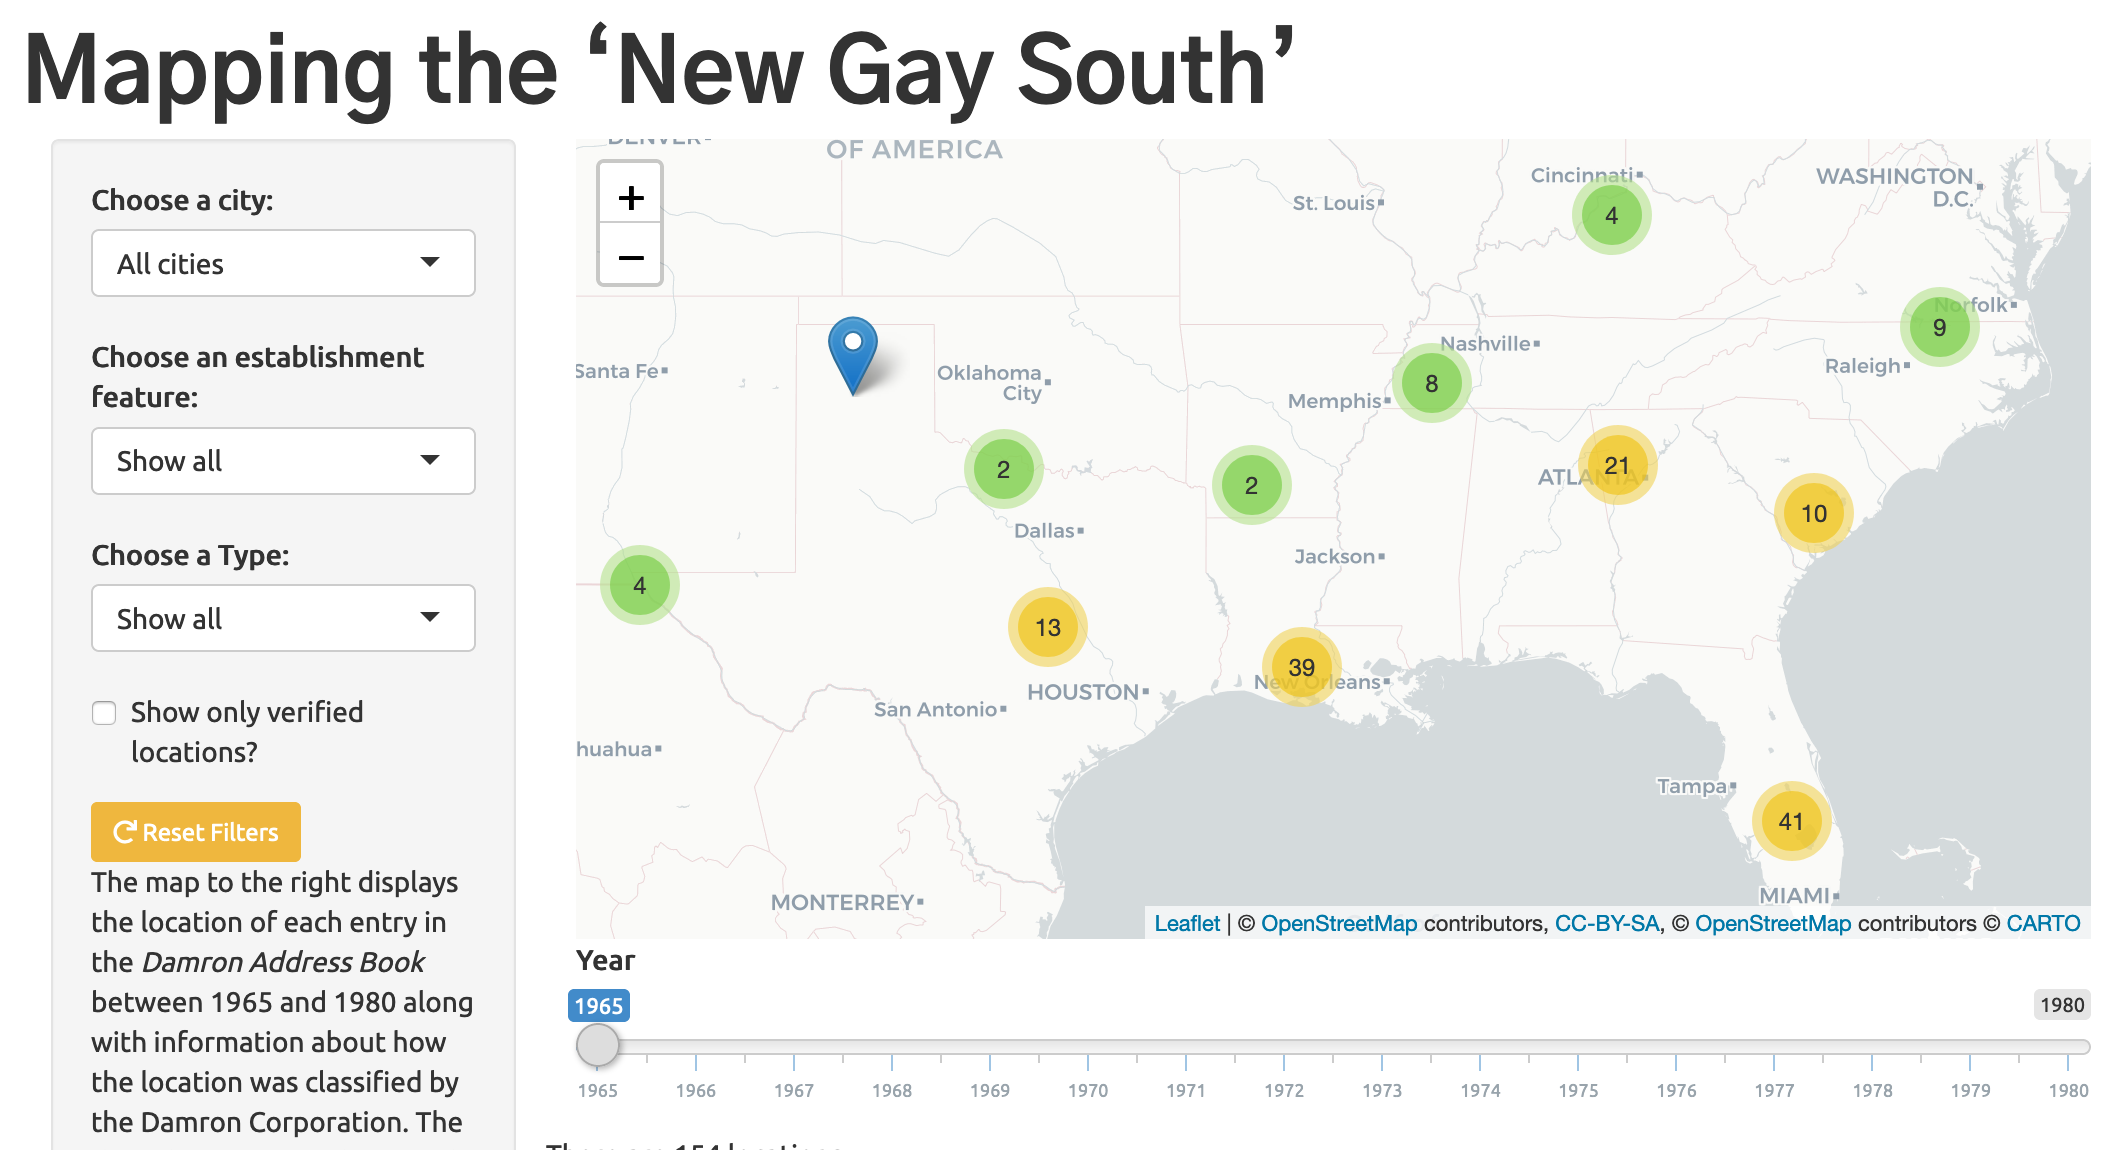 Mapping the ‘New Gay South’
Choose a city:
All cities
Choose an establishment
feature:
Show all
Choose a Type:
Show all
Show only verified
locations?
Reset Filters
The map to the right displays
the location of each entry in
the Damron Address Book
between 1965 and 1980 along
with information about how
the location was classified by
the Damron Corporation. The
+
−
DENVER
OF AMERICA
Cincinnati
WASHINGTON
D.C.
St. Louis
4
Norfolk
9
Nashville
Raleigh
Santa Fe
Oklahoma
City
8
Memphis
2
2
ATLANTA
21
10
Dallas
Jackson
4
13
39
New Orleans
HOUSTON
San Antonio
huahua
Tampa
41
MIAMI
MONTERREY
Leaflet | © OpenStreetMap contributors, CC-BY-SA, © OpenStreetMap contributors © CARTO
Year
1965
1980
1965 1966 1967 1968 1969 1970 1971 1972 1973 1974 1975 1976 1977 1978 1979 1980
There are 154 locations